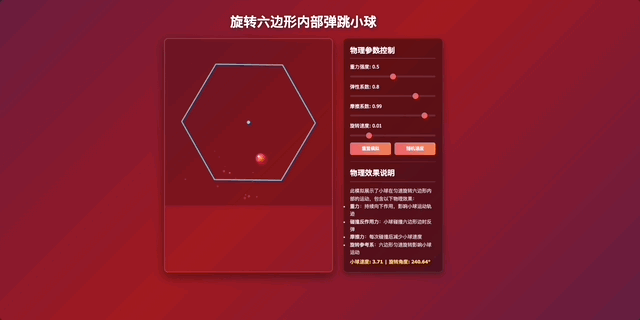 旋转六边形内部弹跳小球
物理参数控制
重力强度: 0.5
弹性系数: 0.8
摩擦系数: 0.99
旋转速度: 0.01
重置模拟
随机速度
物理效果说明
此模拟展示了小球在匀速旋转六边形内
部的运动，包含以下物理效果：
重力：持续向下作用，影响小球运动轨
迹
碰撞反作用力：小球碰撞六边形边时反
弹
摩擦力：每次碰撞后减少小球速度
旋转参考系：六边形匀速旋转影响小球
运动
小球速度: 3.71 | 旋转角度: 240.64°